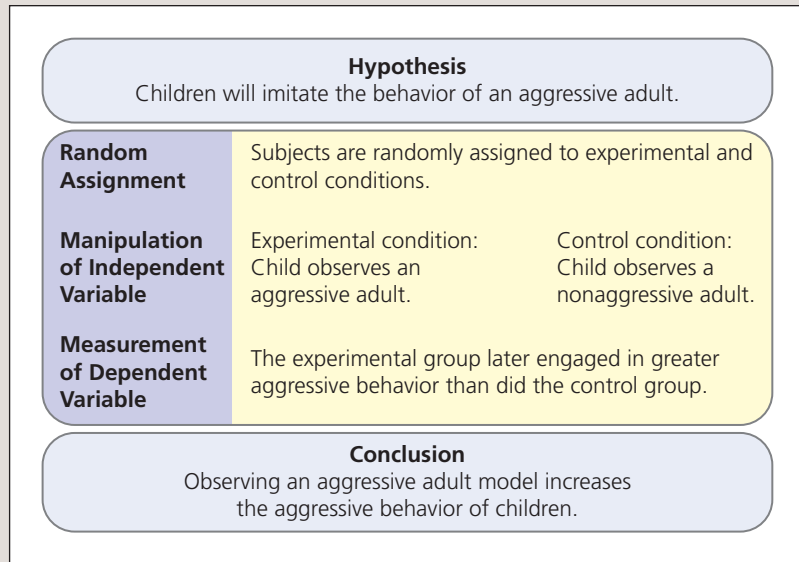 Hypothesis
Children will imitate the behavior of an aggressive adult.
Random
Assignment
Subjects are randomly assigned to experimental and
control conditions.
Manipulation
of Independent
Variable
Experimental condition:
Child observes an
aggressive adult.
Control condition:
Child observes a
nonaggressive adult.
Measurement
of Dependent
Variable
The experimental group later engaged in greater
aggressive behavior than did the control group.
Conclusion
Observing an aggressive adult model increases
the aggressive behavior of children.